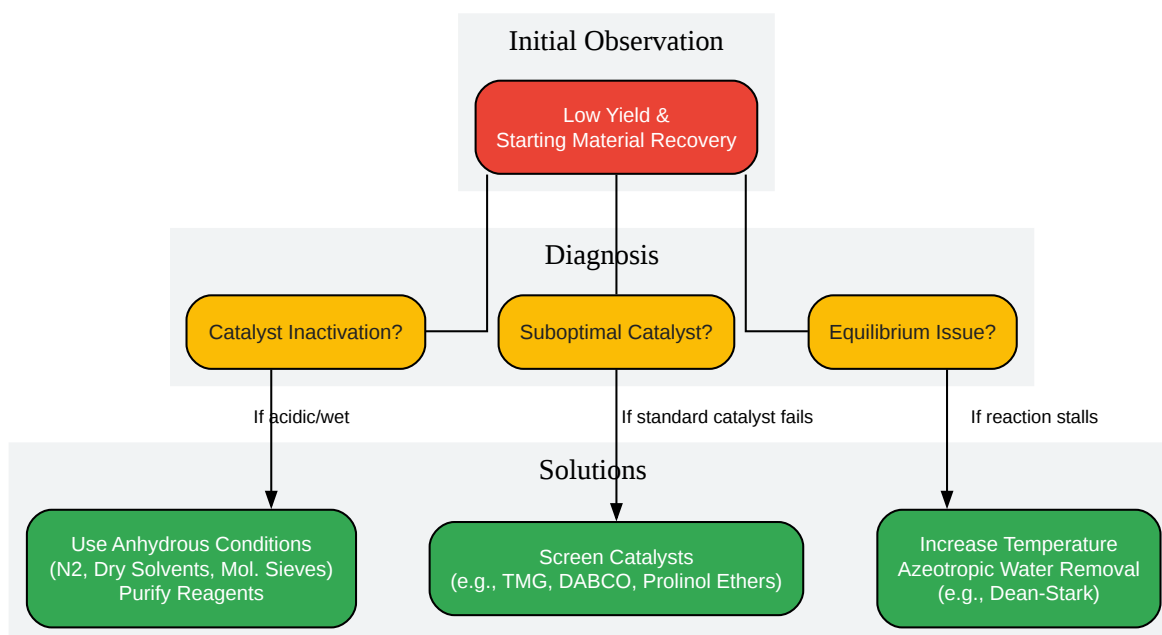 Initial Observation
Low Yield &
Starting Material Recovery
Diagnosis
Catalyst Inactivation?
Suboptimal Catalyst?
Equilibrium Issue?
If acidic/wet
If standard catalyst fails
If reaction stalls
Solutions
Use Anhydrous Conditions
(N2, Dry Solvents, Mol. Sieves)
Purify Reagents
Screen Catalysts
(e.g., TMG, DABCO, Prolinol Ethers)
Increase Temperature
Azeotropic Water Removal
(e.g., Dean-Stark)